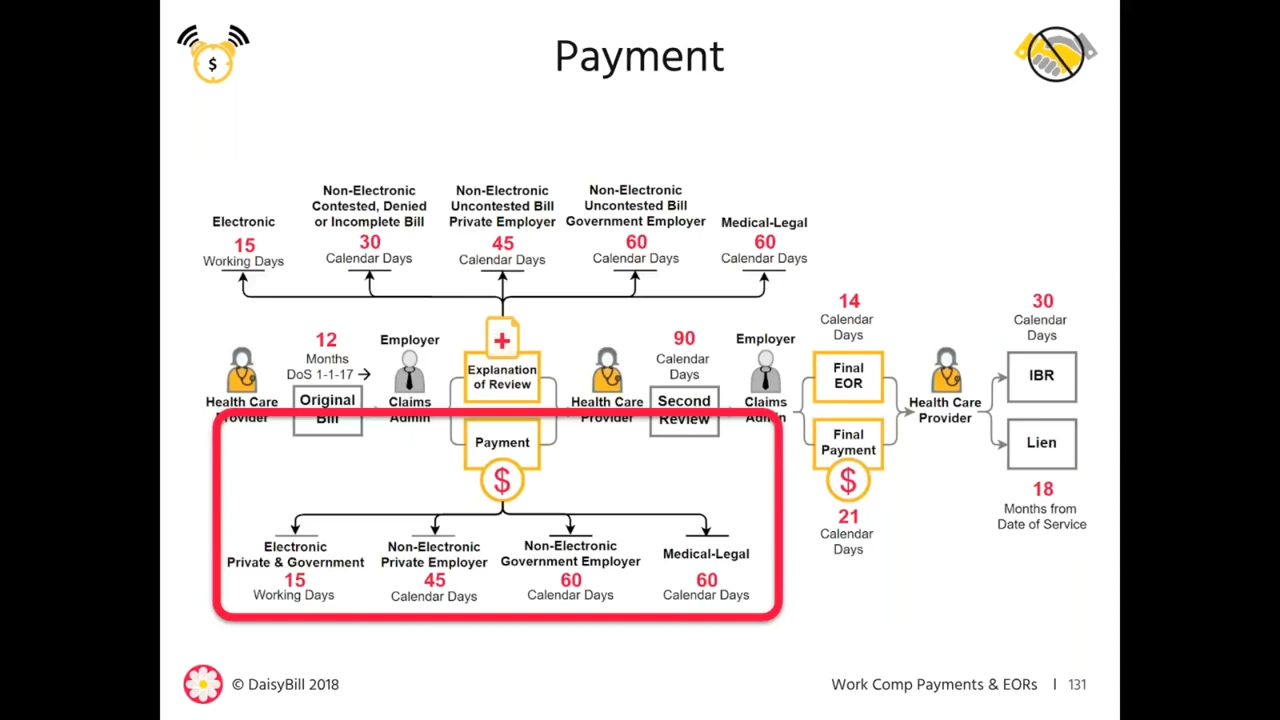 Payment
$
Electronic
15
Working Days
Non-Electronic
Contested, Denied
or Incomplete Bill
30
Calendar Days
Non-Electronic
Uncontested Bill
Private Employer
45
Calendar Days
Non-Electronic
Uncontested Bill
Government Employer
60
Calendar Days
Medical-Legal
60
Calendar Days
Health Care
Provider
12
Months
DoS 1-1-17
Original
Bill
Employer
Claims
Admin
Explanation
of Review
Payment
$
Health Care
Provider
90
Calendar
Days
Second
Review
Employer
Claims
Admin
14
Calendar
Days
Final
EOR
Final
Payment
$
21
Calendar
Days
Health Care
Provider
30
Calendar
Days
IBR
Lien
18
Months from
Date of Service
Electronic
Private & Government
15
Working Days
Non-Electronic
Private Employer
45
Calendar Days
Non-Electronic
Government Employer
60
Calendar Days
Medical-Legal
60
Calendar Days
© DaisyBill 2018
Work Comp Payments & EORs | 131